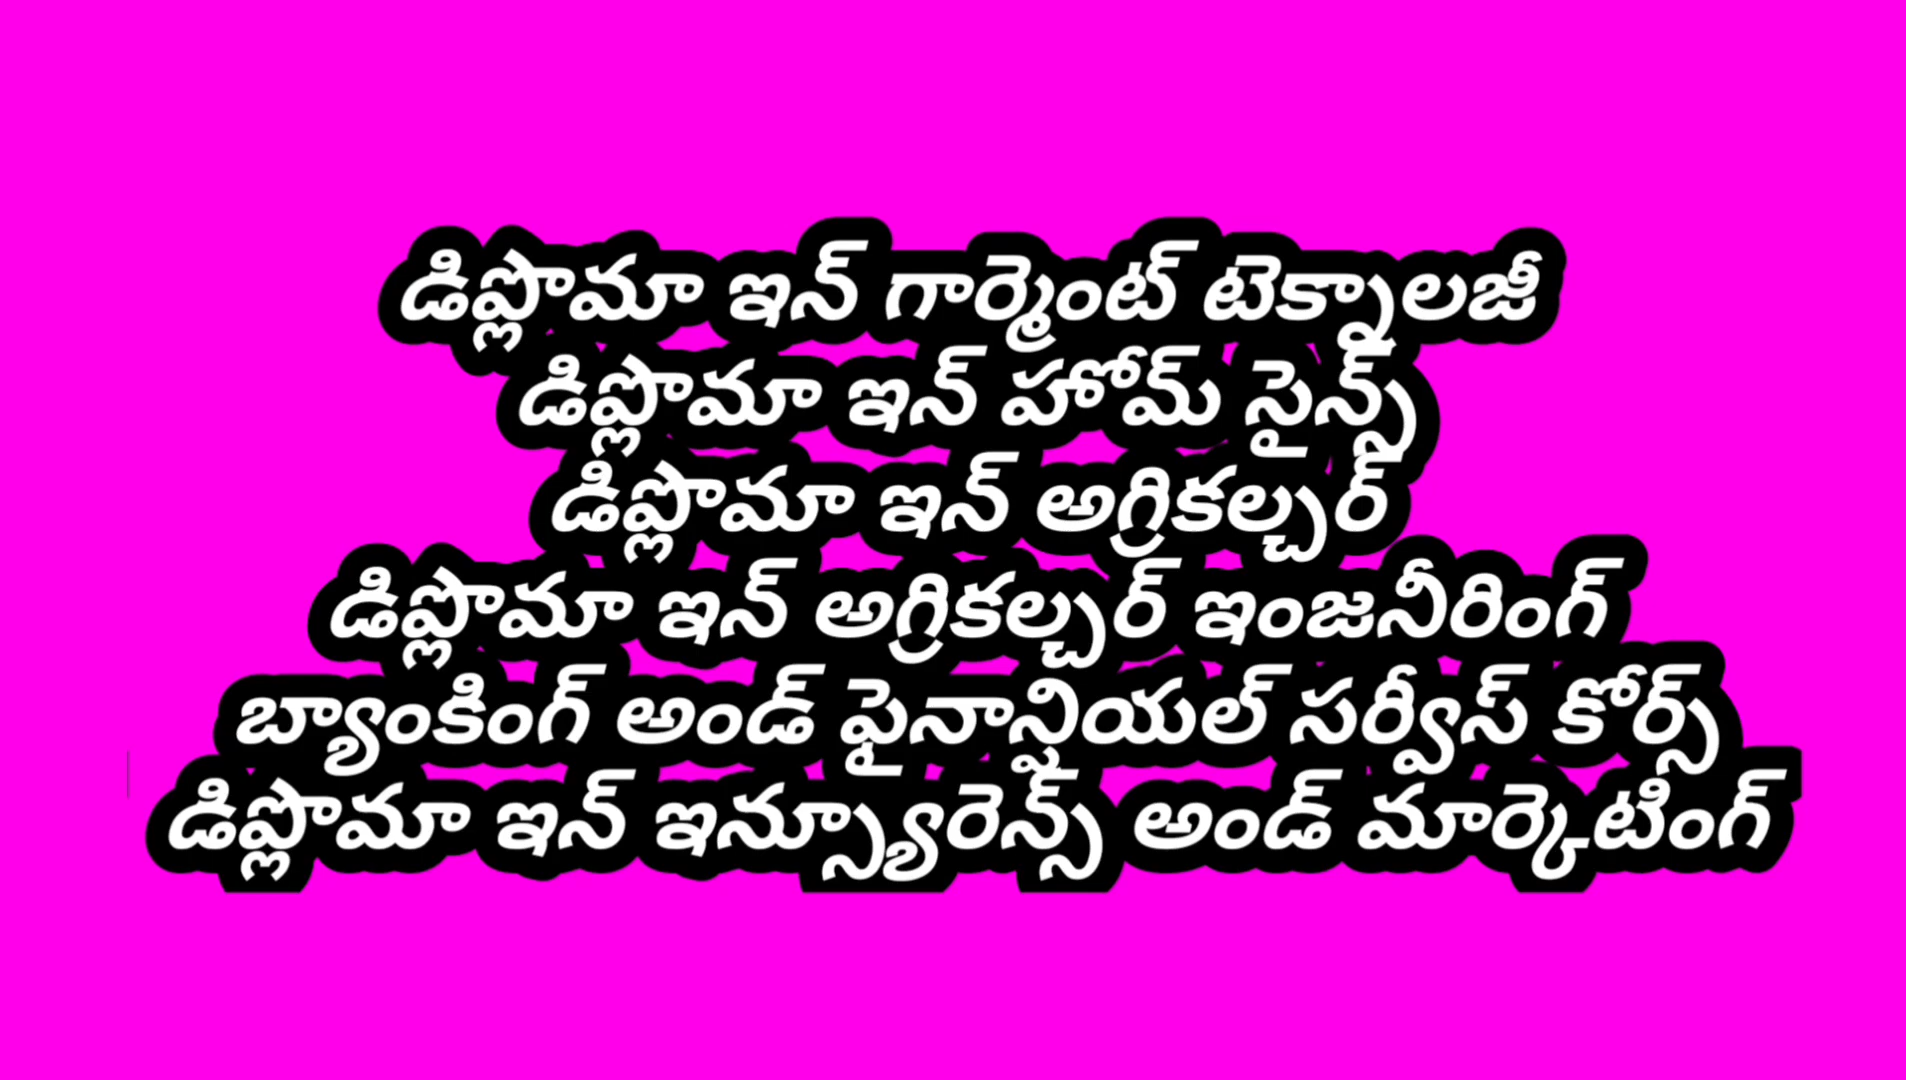 డిప్లొమా ఇన్ గార్మెంట్ టెక్నాలజీ
డిప్లొమా ఇన్ హోమ్ సైన్స్
డిప్లొమా ఇన్ అగ్రికల్చర్
డిప్లొమా ఇన్ అగ్రికల్చర్ ఇంజనీరింగ్
బ్యాంకింగ్ అండ్ ఫైనాన్షియల్ సర్వీస్ కోర్స్
డిప్లొమా ఇన్ ఇన్స్యూరెన్స్ అండ్ మార్కెటింగ్